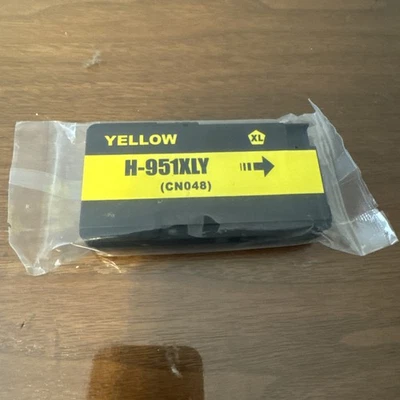 YELLOW
XL
H-951XLY
(CN048)